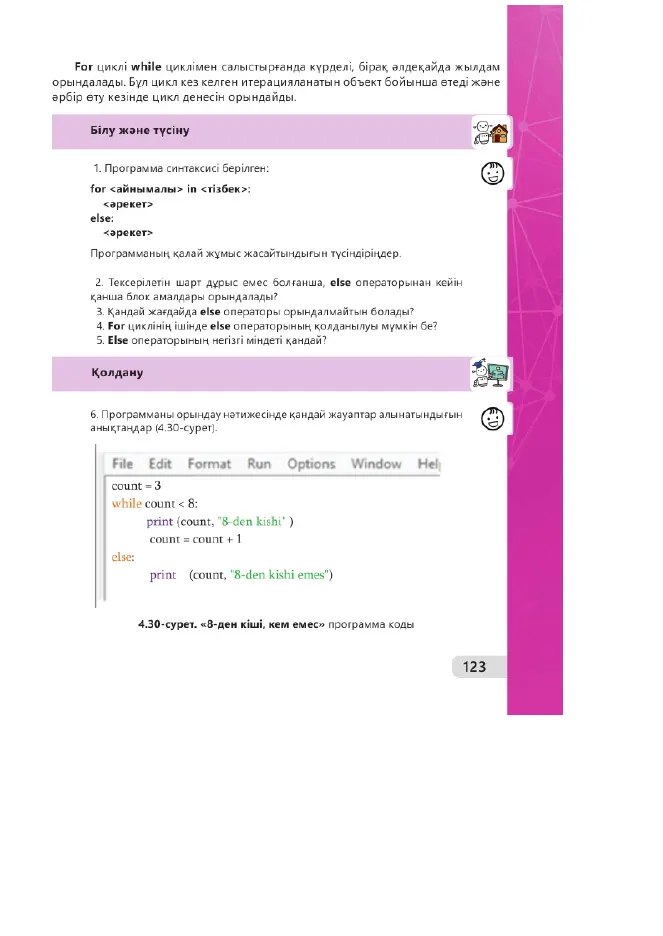 For циклі while циклімен салыстырғанда күрделі, бірақ әлдеқайда жылдам
орындалады. Бұл цикл кез келген итерацияланатын объект бойынша өтеді және
әрбір өту кезінде цикл денесін орындайды.
Білу және түсіну
1. Программа синтаксисі берілген:
for <айнымалы> in <тізбек>:
<әрекет>
else:
<әрекет>
Программаның қалай жұмыс жасайтындығын түсіндіріңдер.
2. Тексерілетін шарт дұрыс емес болғанша, else операторынан кейін
қанша блок амалдары орындалады?
3. Қандай жағдайда else операторы орындалмайтын болады?
4. For циклінің ішінде else операторының қолданылуы мүмкін бе?
5. Else операторының негізгі міндеті қандай?
Қолдану
6. Программаны орындау нәтижесінде қандай жауаптар алынатындығын
анықтаңдар (4.30-сурет).
File Edit Format Run Options Window Hel
count = 3
while count < 8:
print (count, "8-den kishi" )
count = count + 1
else:
print (count, "8-den kishi emes")
4.30-сурет. «8-ден кіші, кем емес» программа коды
123